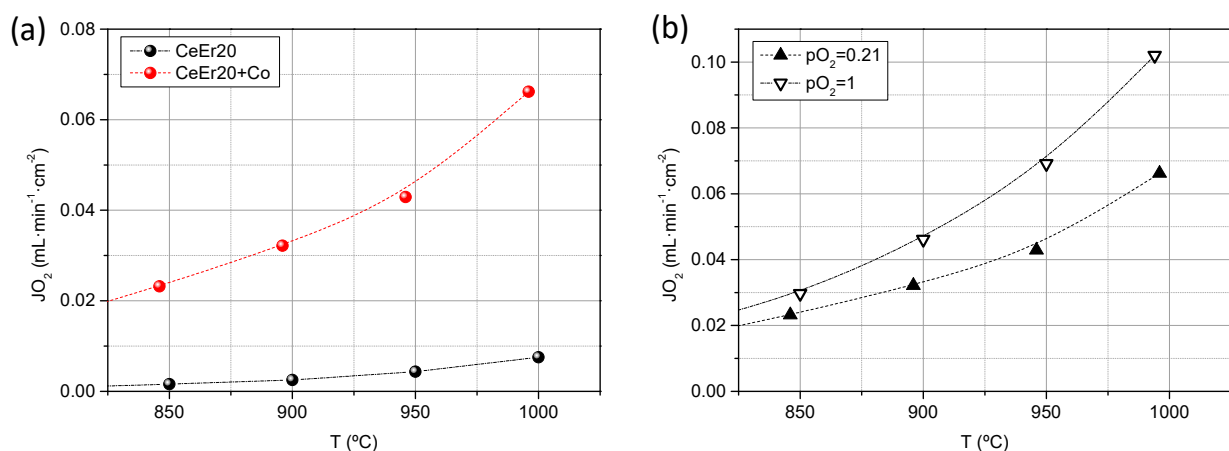 (a)
0.08
0.06
0.04
0.02
0.00
JO₂ (mL·min⁻¹·cm⁻²)
CeEr20
CeEr20+Co
850 900 950 1000
T (ºC)
(b)
0.10
0.08
0.06
0.04
0.02
0.00
JO₂ (mL·min⁻¹·cm⁻²)
pO₂=0.21
pO₂=1
850 900 950 1000
T (ºC)